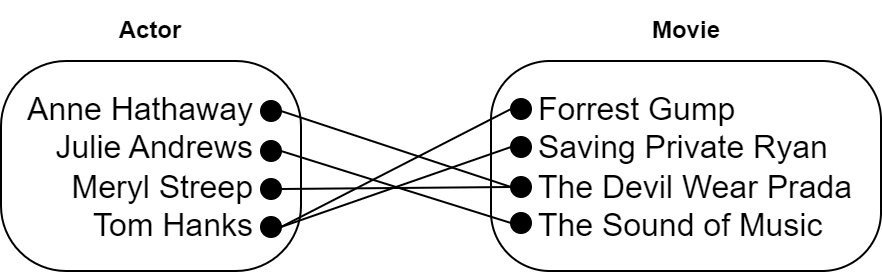 Actor
Movie
Anne Hathaway
Julie Andrews
Meryl Streep
Tom Hanks
Forrest Gump
Saving Private Ryan
The Devil Wear Prada
The Sound of Music